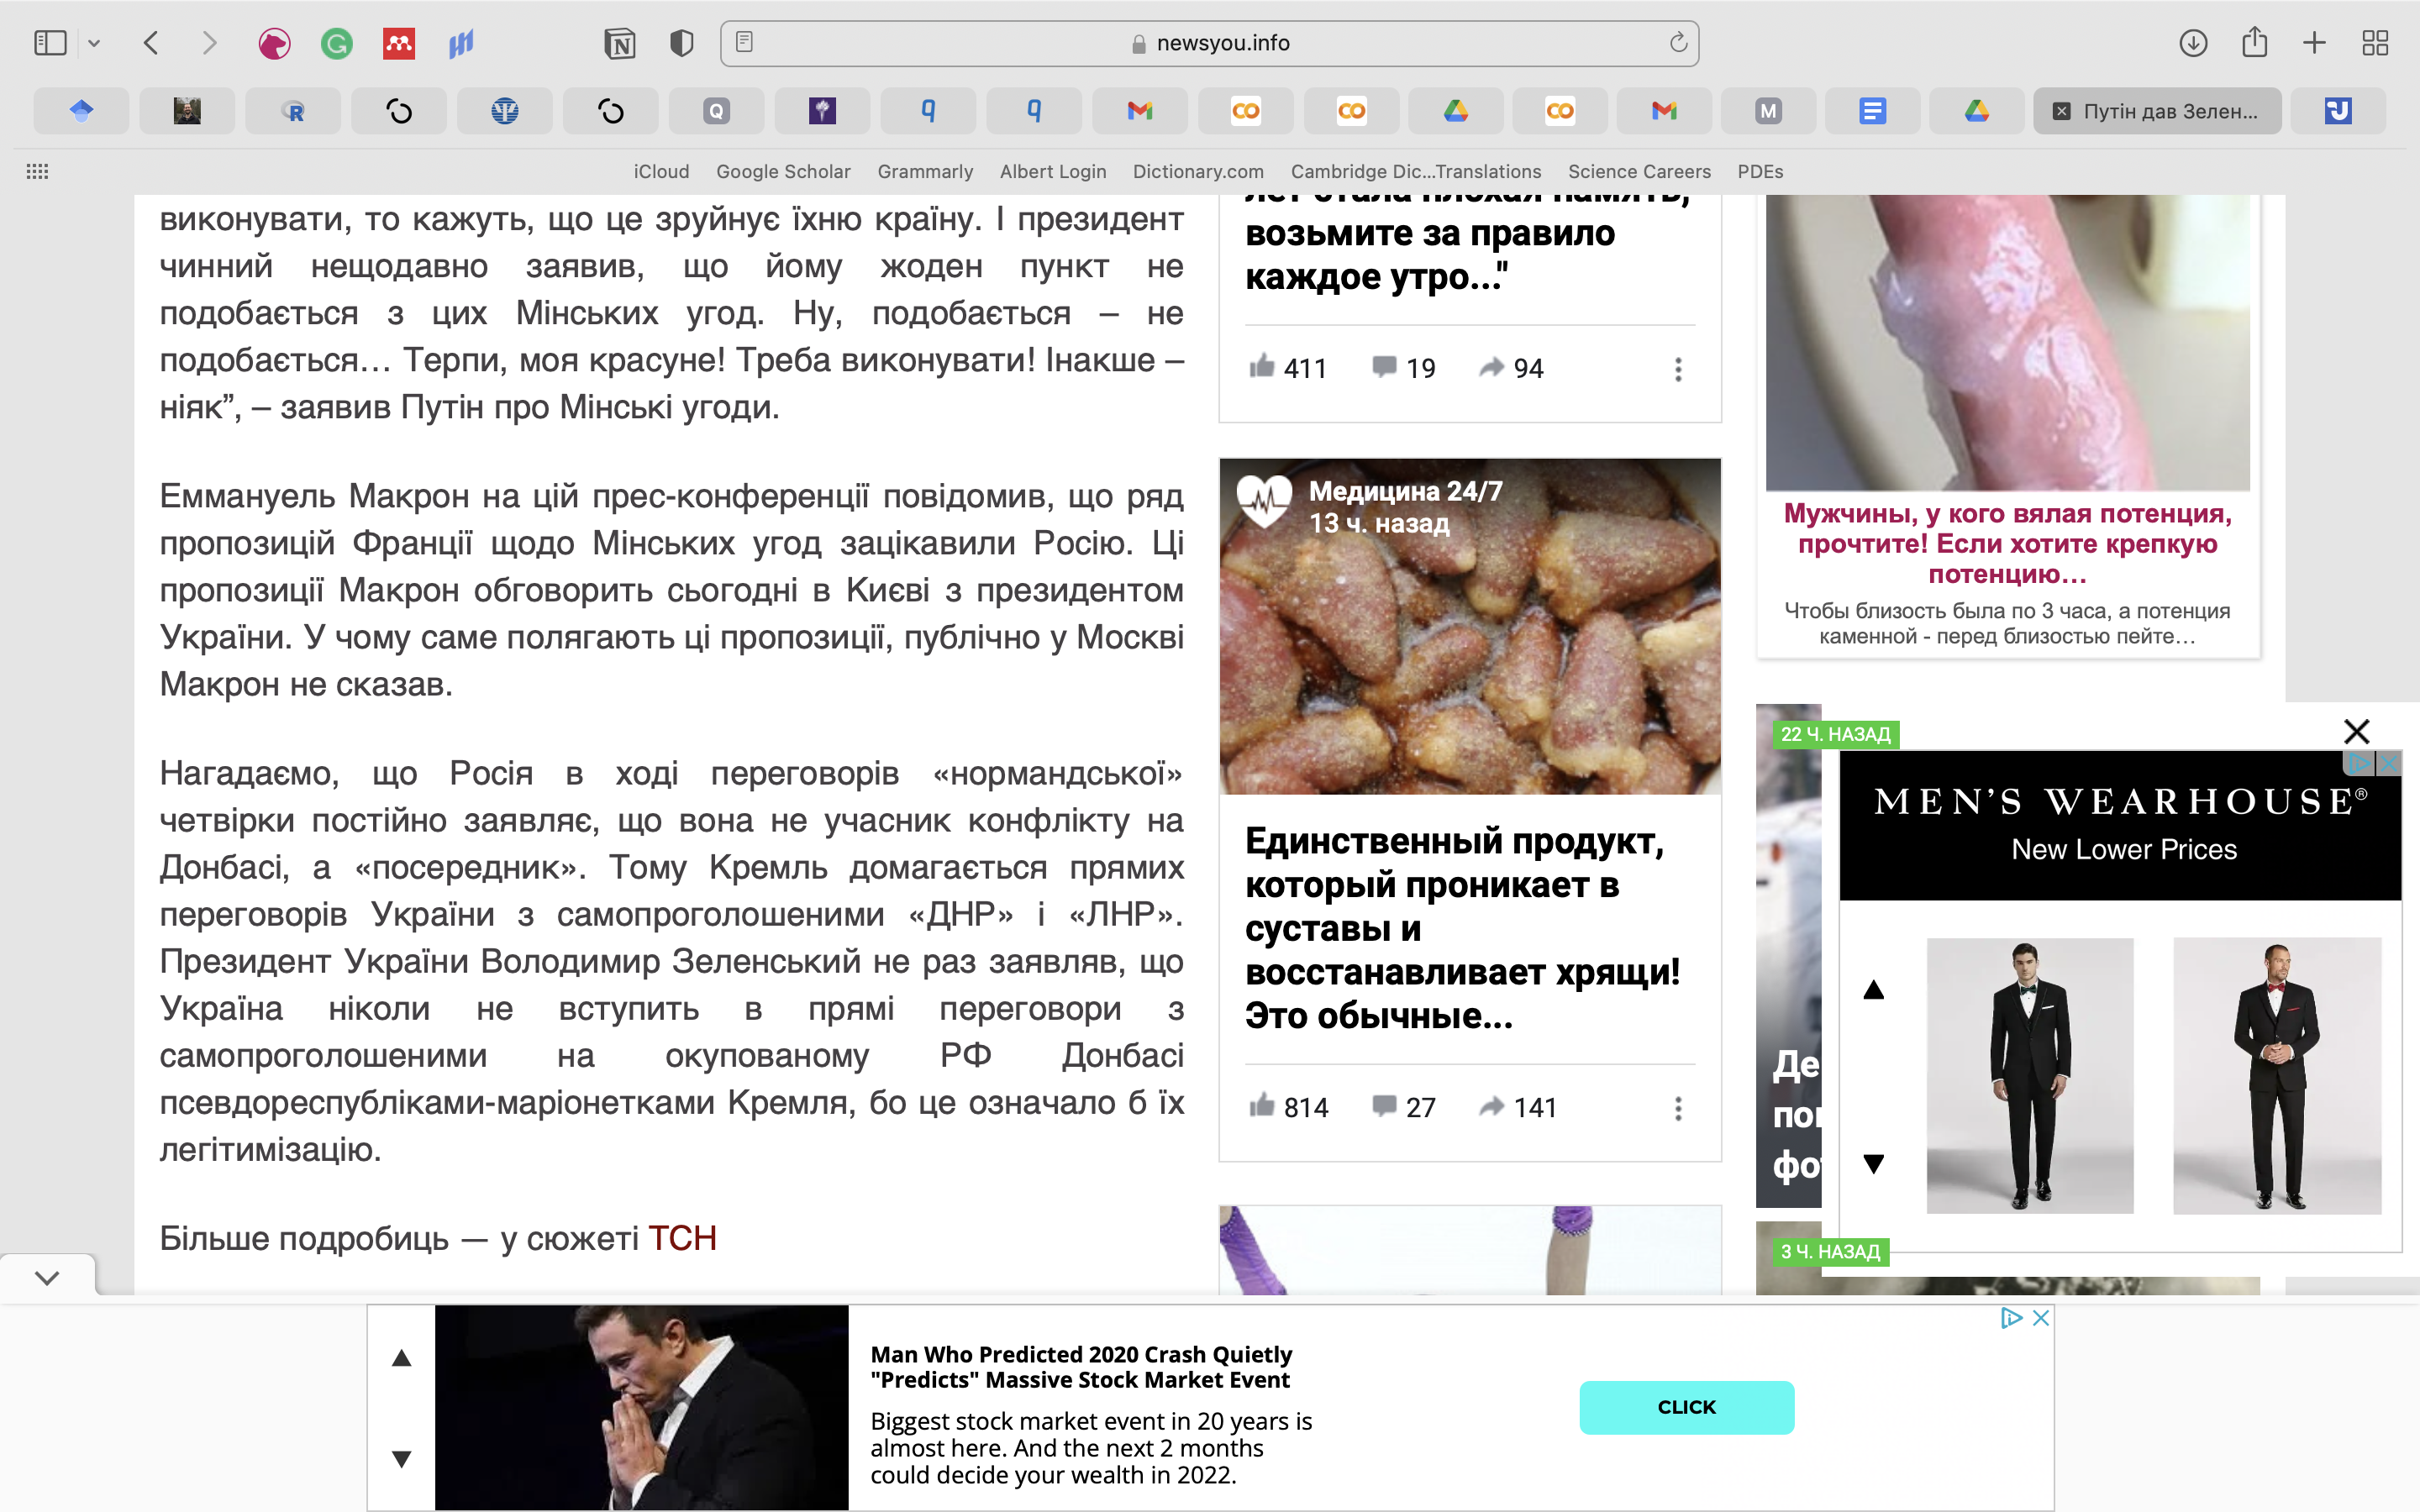 newsyou.info
Путін дав Зелен...
iCloud
Google Scholar
Grammarly
Albert Login
Dictionary.com
Cambridge Dic...Translations
Science Careers
PDEs
виконувати, то кажуть, що це зруйнує їхню країну. І президент
чинний нещодавно заявив, що йому жоден пункт не
подобається з цих Мінських угод. Ну, подобається – не
подобається… Терпи, моя красуне! Треба виконувати! Інакше –
ніяк”, – заявив Путін про Мінські угоди.
Еммануель Макрон на цій прес-конференції повідомив, що ряд
пропозицій Франції щодо Мінських угод зацікавили Росію. Ці
пропозиції Макрон обговорить сьогодні в Києві з президентом
України. У чому саме полягають ці пропозиції, публічно у Москві
Макрон не сказав.
Нагадаємо, що Росія в ході переговорів «нормандської»
четвірки постійно заявляє, що вона не учасник конфлікту на
Донбасі, а «посередник». Тому Кремль домагається прямих
переговорів України з самопроголошеними «ДНР» і «ЛНР».
Президент України Володимир Зеленський не раз заявляв, що
Україна ніколи не вступить в прямі переговори з
самопроголошеними на окупованому РФ Донбасі
псевдореспубліками-маріонетками Кремля, бо це означало б їх
легітимізацію.
Більше подробиць — у сюжеті ТСН
лет стала плохая память,
возьмите за правило
каждое утро..."
411 19 94
Медицина 24/7
13 ч. назад
Единственный продукт,
который проникает в
суставы и
восстанавливает хрящи!
Это обычные...
814 27 141
Мужчины, у кого вялая потенция,
прочтите! Если хотите крепкую
потенцию…
Чтобы близость была по 3 часа, а потенция
каменной - перед близостью пейте…
22 Ч. НАЗАД
Де
фо
MEN'S WEARHOUSE®
New Lower Prices
3 Ч. НАЗАД
Man Who Predicted 2020 Crash Quietly
"Predicts" Massive Stock Market Event
Biggest stock market event in 20 years is
almost here. And the next 2 months
could decide your wealth in 2022.
CLICK